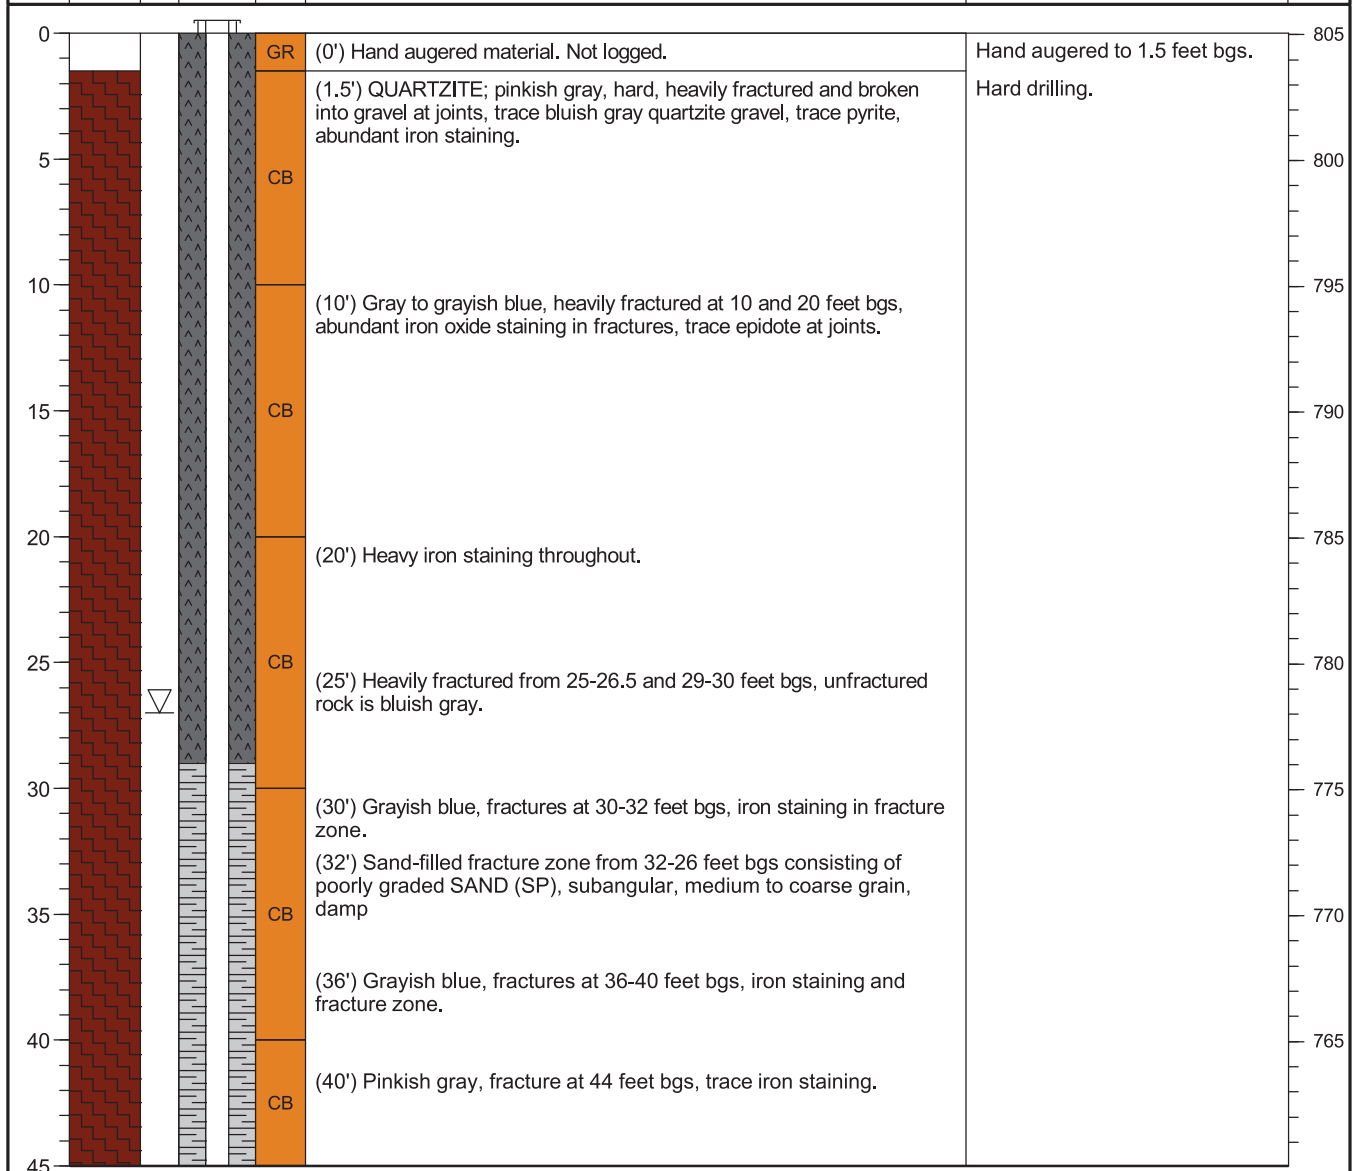 0
GR
(0') Hand augered material. Not logged.
Hand augered to 1.5 feet bgs.
805
(1.5') QUARTZITE; pinkish gray, hard, heavily fractured and broken
into gravel at joints, trace bluish gray quartzite gravel, trace pyrite,
abundant iron staining.
Hard drilling.
5
CB
800
10
(10') Gray to grayish blue, heavily fractured at 10 and 20 feet bgs,
abundant iron oxide staining in fractures, trace epidote at joints.
795
15
CB
790
20
(20') Heavy iron staining throughout.
785
25
CB
780
(25') Heavily fractured from 25-26.5 and 29-30 feet bgs, unfractured
rock is bluish gray.
30
775
(30') Grayish blue, fractures at 30-32 feet bgs, iron staining in fracture
zone.
(32') Sand-filled fracture zone from 32-26 feet bgs consisting of
poorly graded SAND (SP), subangular, medium to coarse grain,
damp
35
CB
770
(36') Grayish blue, fractures at 36-40 feet bgs, iron staining and
fracture zone.
40
765
(40') Pinkish gray, fracture at 44 feet bgs, trace iron staining.
CB
45